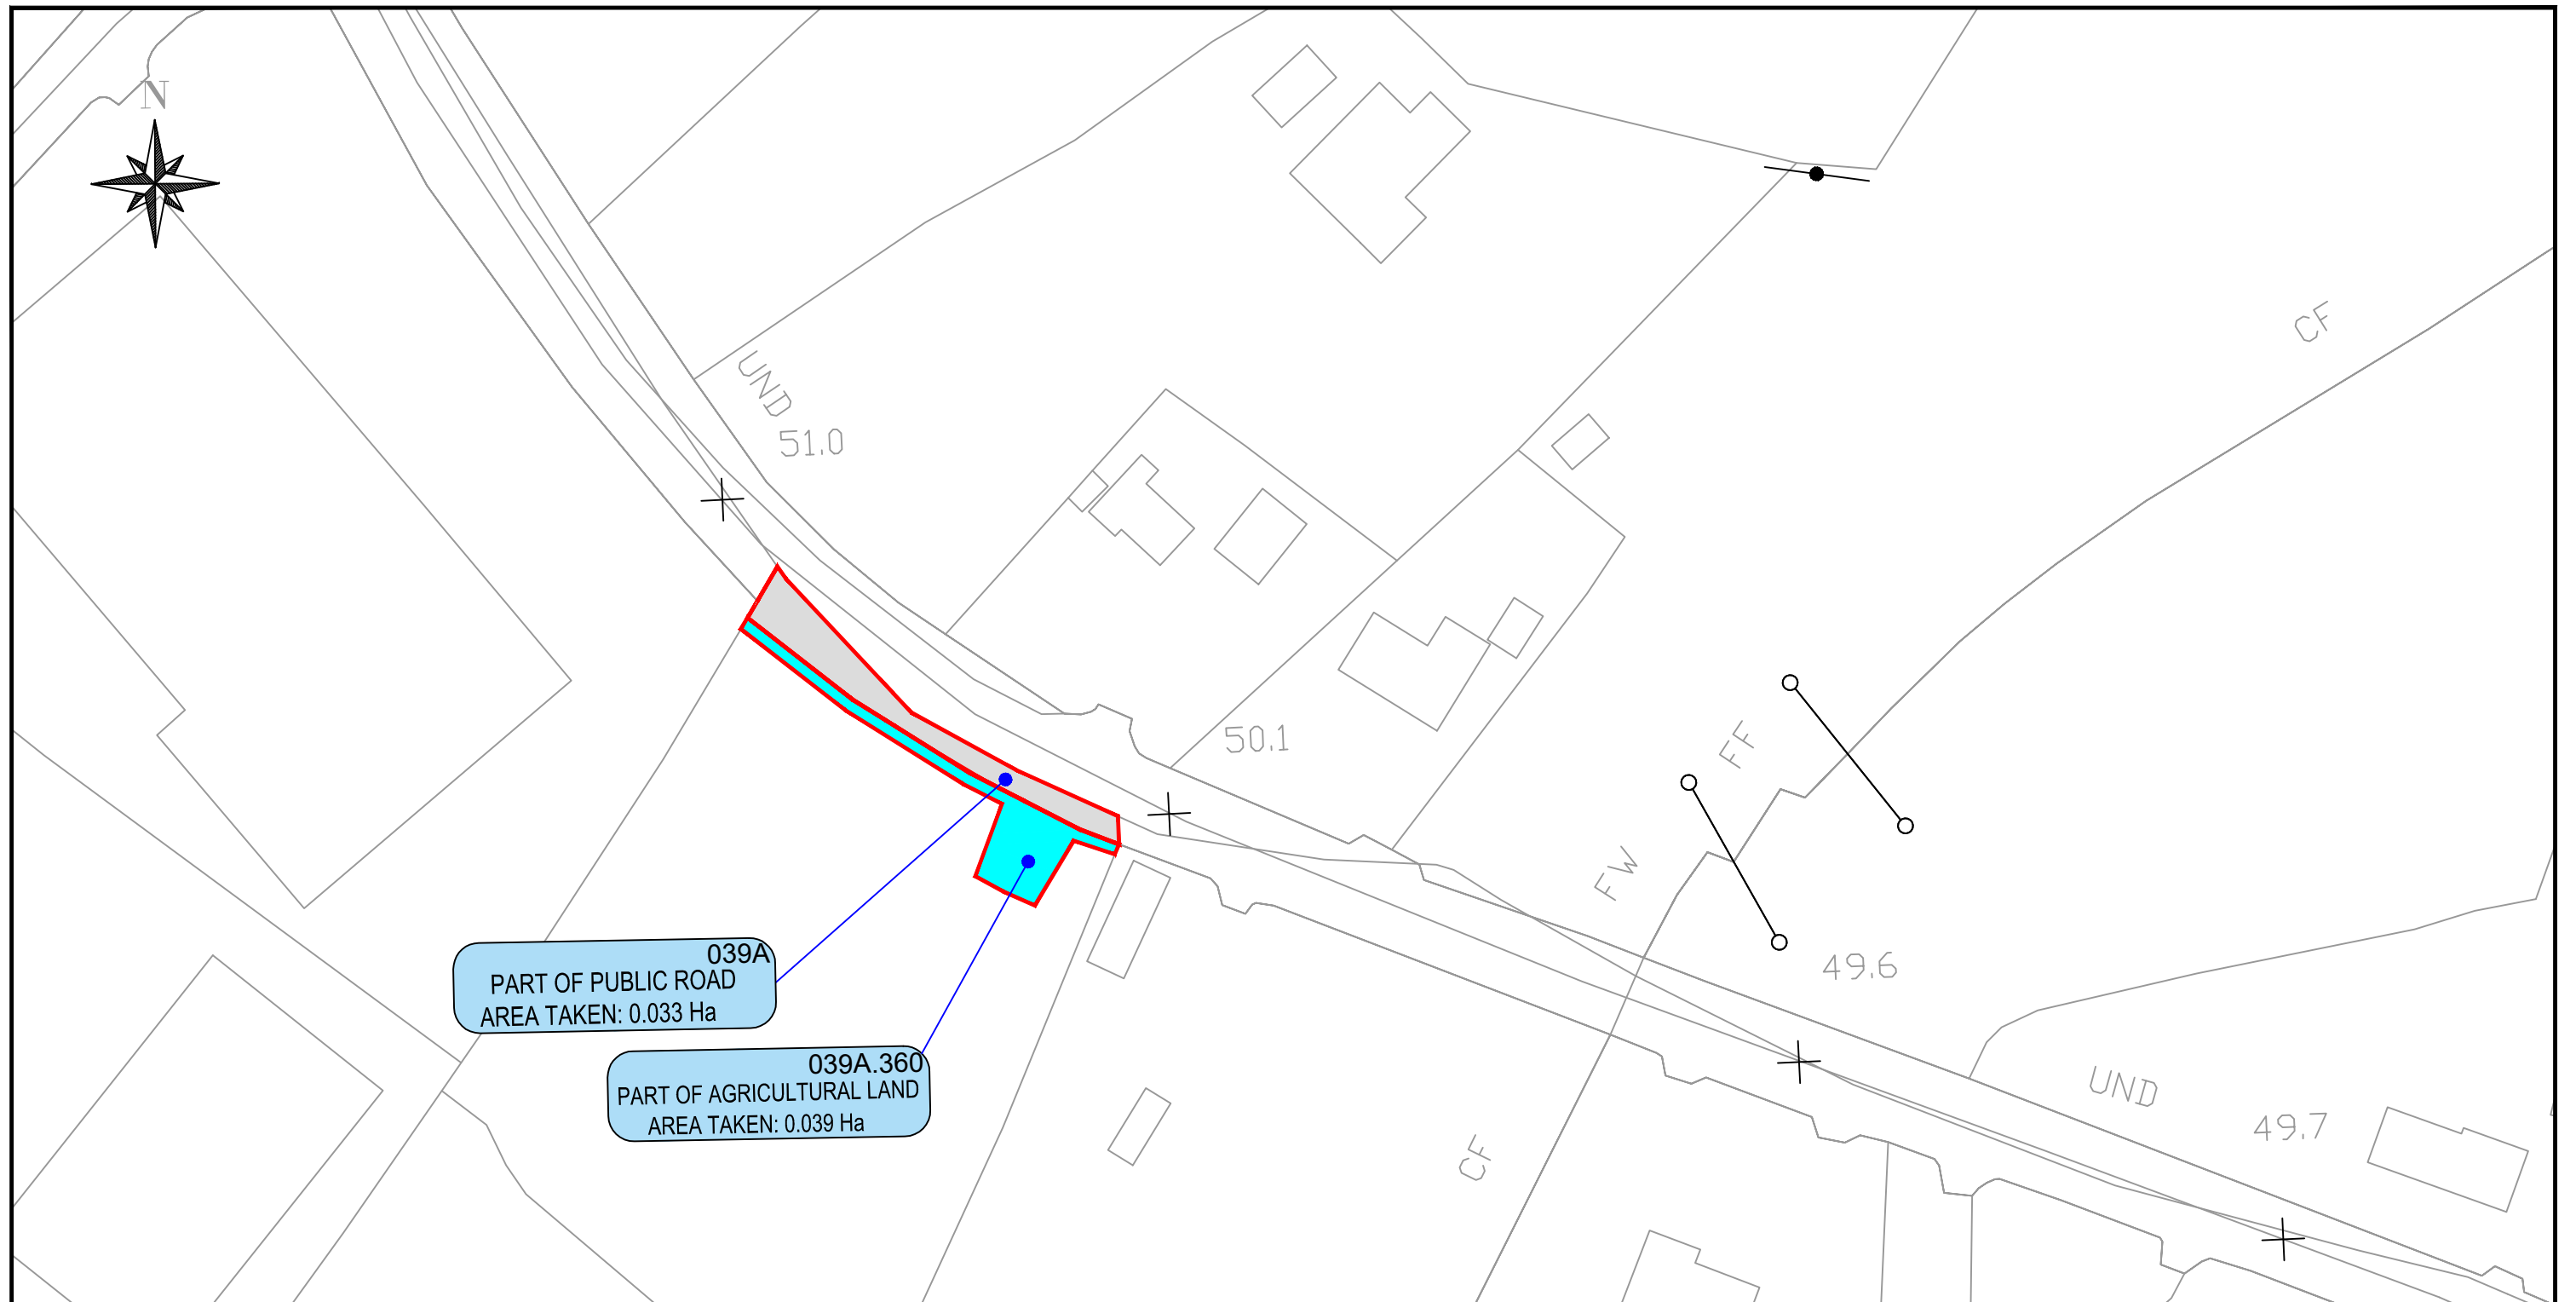 N
CF
UND
51.0
50.1
FF
FW
49.6
039A
PART OF PUBLIC ROAD
AREA TAKEN: 0.033 Ha
039A.360
PART OF AGRICULTURAL LAND
AREA TAKEN: 0.039 Ha
UND
49.7
CF